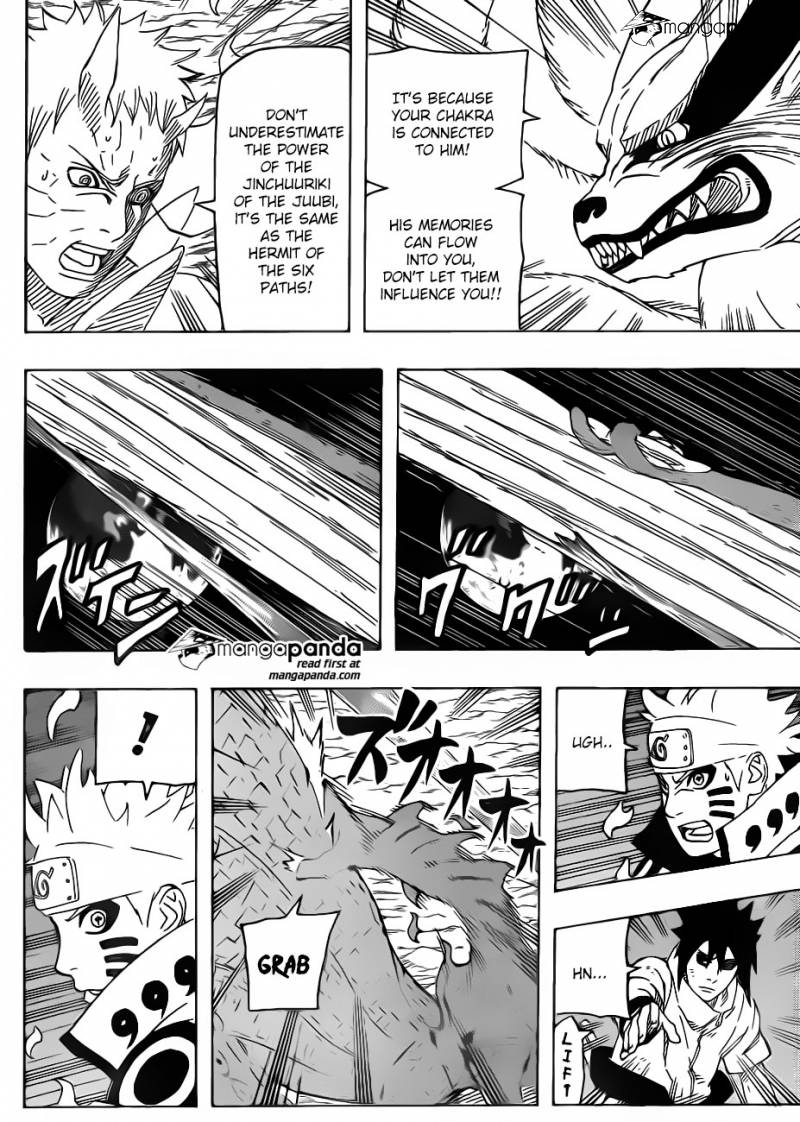 mangapanda
IT'S BECAUSE
YOUR CHAKRA
IS CONNECTED
TO HIM!
HIS MEMORIES
CAN FLOW
INTO YOU,
DON'T LET THEM
INFLUENCE YOU!!
DON'T
UNDERESTIMATE
THE POWER
OF THE
JINCHUURIKI
OF THE JUUBI,
IT'S THE SAME
AS THE
HERMIT OF
THE SIX
PATHS!
ググ
ズズイン
mangapanda
read first at
mangapanda.com
UGH..
HN...
LIFT
ズオオオオ
GRAB
!